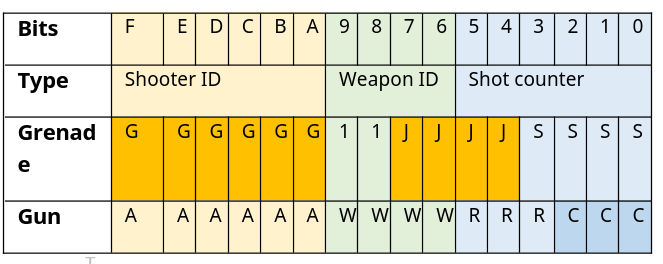 Bits F E D C B A 9 8 7 6 5 4 3 2 1 0
Type Shooter ID Weapon ID Shot counter
Grenad G G G G G G 1 1 J J J J S S S S
e
Gun A A A A A A W W W W R R R C C C